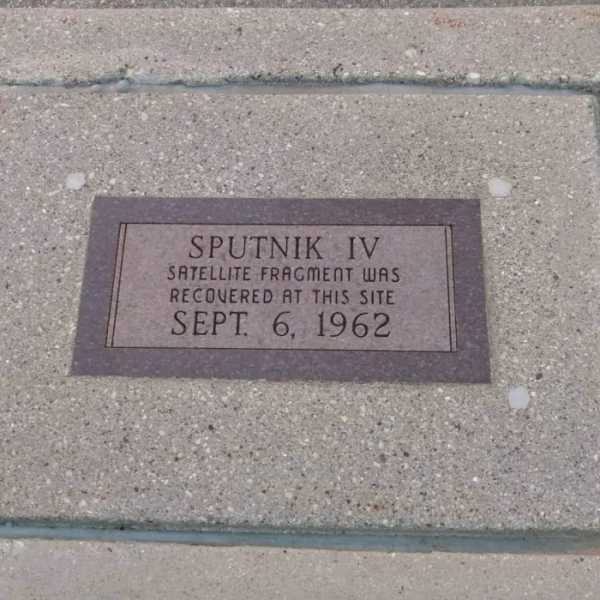 SPUTNIK IV
SATELLITE FRAGMENT WAS
RECOVERED AT THIS SITE
SEPT. 6, 1962